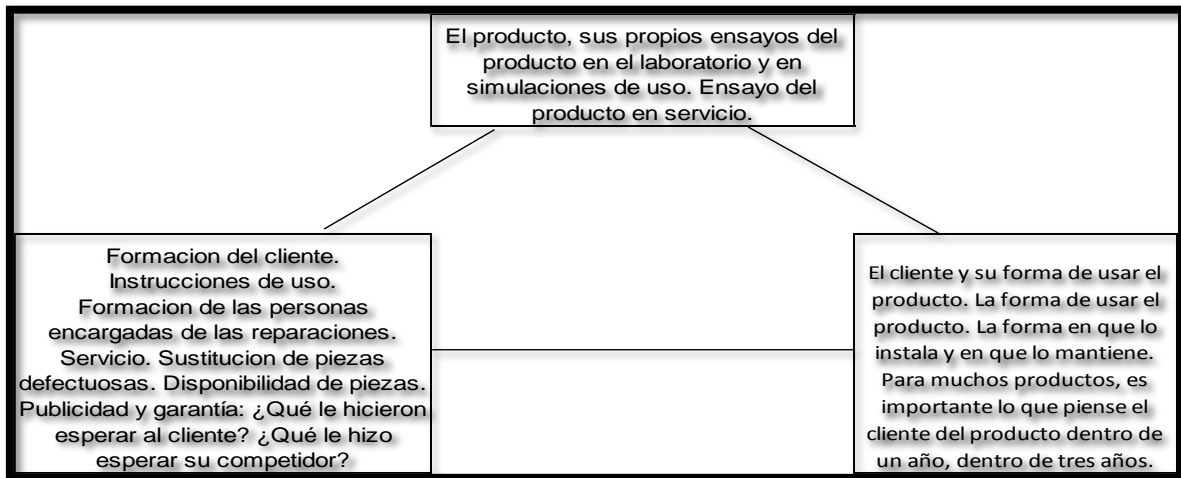 El producto, sus propios ensayos del
producto en el laboratorio y en
simulaciones de uso. Ensayo del
producto en servicio.
Formacion del cliente.
Instrucciones de uso.
Formacion de las personas
encargadas de las reparaciones.
Servicio. Sustitucion de piezas
defectuosas. Disponibilidad de piezas.
Publicidad y garantía: ¿Qué le hicieron
esperar al cliente? ¿Qué le hizo
esperar su competidor?
El cliente y su forma de usar el
producto. La forma de usar el
producto. La forma en que lo
instala y en que lo mantiene.
Para muchos productos, es
importante lo que piense el
cliente del producto dentro de
un año, dentro de tres años.